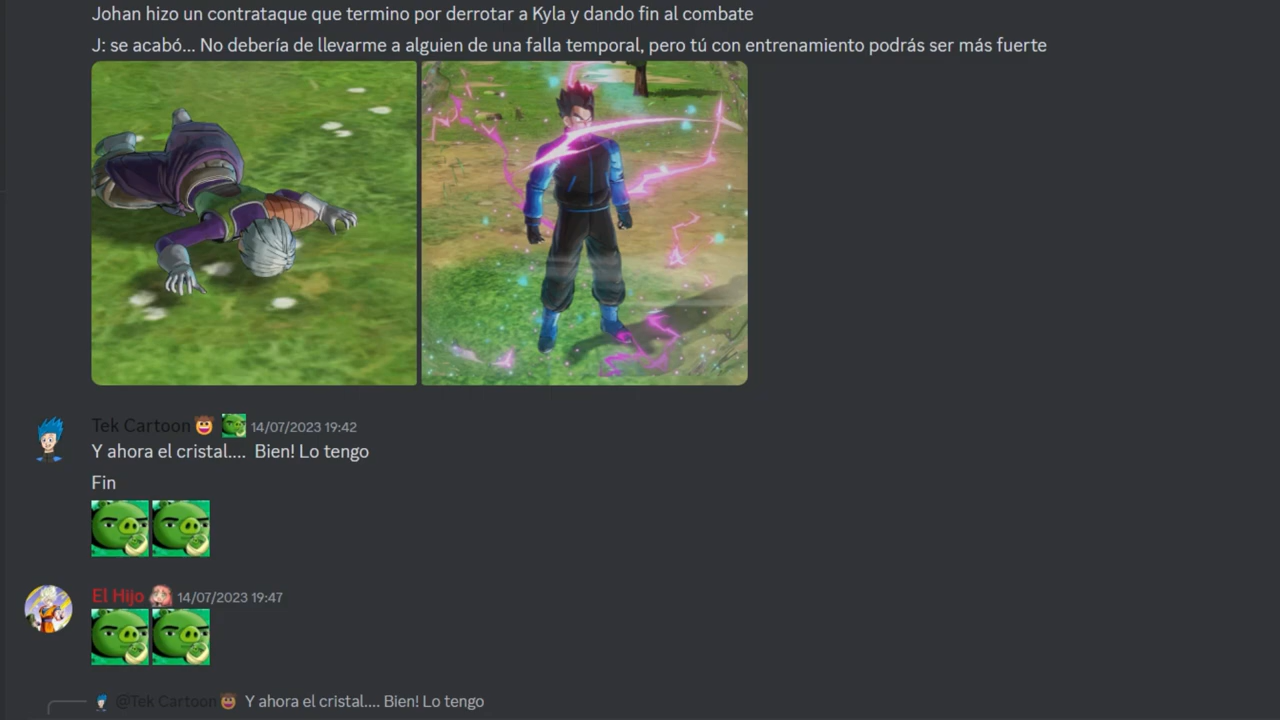 Johan hizo un contrataque que termino por derrotar a Kyla y dando fin al combate
J: se acabó... No debería de llevarme a alguien de una falla temporal, pero tú con entrenamiento podrás ser más fuerte
Tek Cartoon 14/07/2023 19:42
Y ahora el cristal.... Bien! Lo tengo
Fin
El Hijo 14/07/2023 19:47
@Tek Cartoon Y ahora el cristal.... Bien! Lo tengo